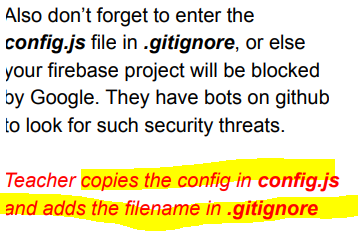 Also don’t forget to enter the
config.js file in .gitignore, or else
your firebase project will be blocked
by Google. They have bots on github
to look for such security threats.
Teacher copies the config in config.js
and adds the filename in .gitignore